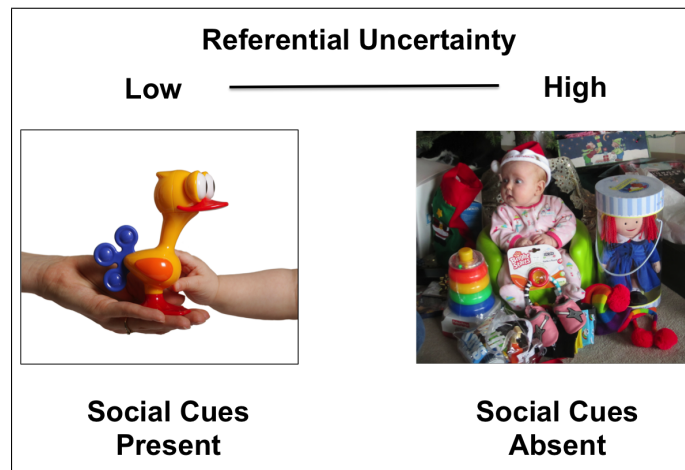 Referential Uncertainty
Low
High
Social Cues
Present
Social Cues
Absent